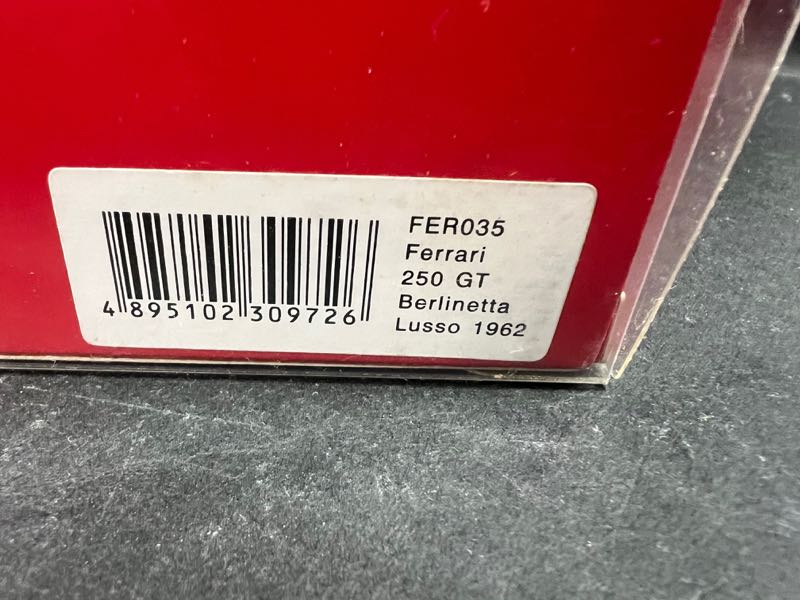 4 895102 309726
FER035
Ferrari
250 GT
Berlinetta
Lusso 1962